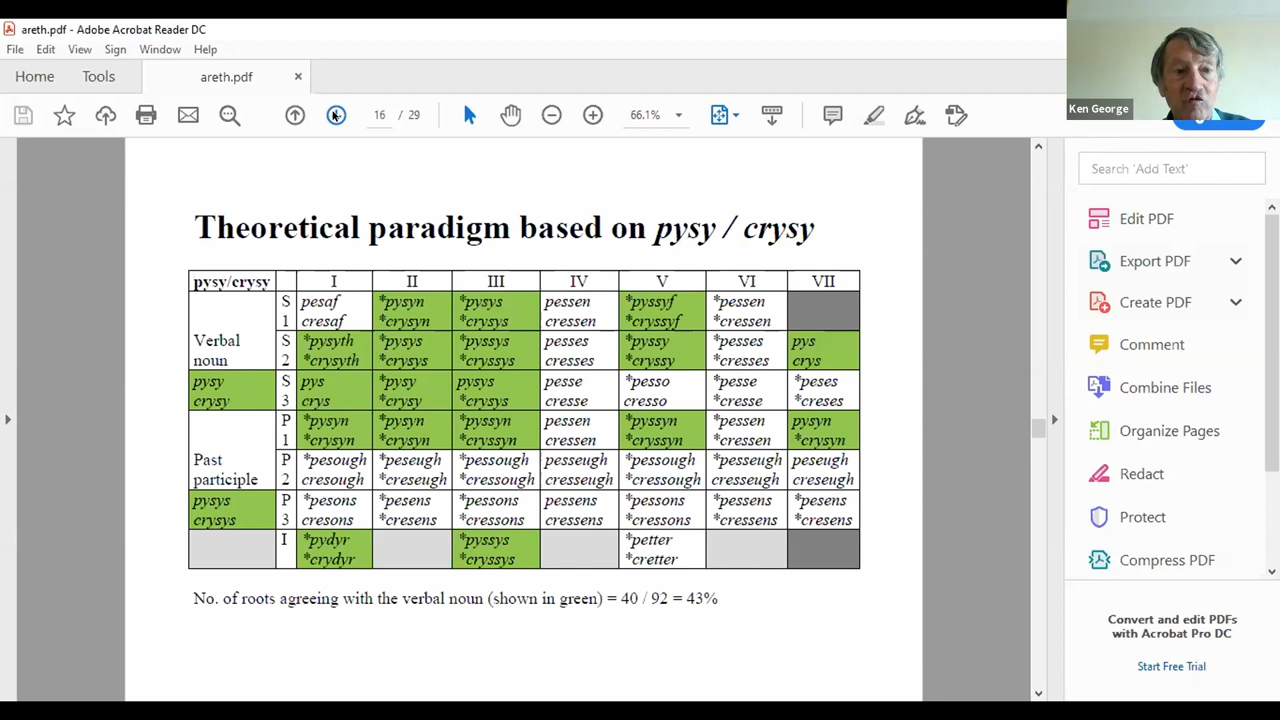 areth.pdf - Adobe Acrobat Reader DC
File Edit View Sign Window Help
Home Tools areth.pdf ×
16 / 29 66.1%
Ken George
Search 'Add Text'
Edit PDF
Export PDF
Create PDF
Comment
Combine Files
Organize Pages
Redact
Protect
Compress PDF
Convert and edit PDFs
with Acrobat Pro DC
Start Free Trial
Theoretical paradigm based on pysy / crysy
pysy/crysy I II III IV V VI VII
S pesaf *pysyn *pysys pessen *pyssyf *pessen
1 cresaf *crysyn *crysys cressen *cryssyf *cressen
Verbal S *pysyth *pysys *pyssys pesses *pyssy *pesses pys
noun 2 *crysyth *crysys *cryssys cresses *cryssy *cresses crys
pysy S pys *pysy pysys pesse *pesso *pesse *peses
crysy 3 crys *crysy *crysys cresse cresso *cresse *creses
P *pysyn *pysyn *pyssyn pessen *pyssyn *pessen pysyn
1 *crysyn *crysyn *cryssyn cressen *cryssyn *cressen *crysyn
Past P *pesough *peseugh *pessough pesseugh *pessough *pesseugh peseugh
participle 2 cresough *creseugh *cressough cresseugh *cressough cresseugh creseugh
pysys P *pesons *pesens *pessons pessens *pessons *pessens *pesens
crysys 3 cresons *cresens *cressons cressens *cressons *cressens *cresens
I *pydyr *pyssys *petter
*crydyr *cryssys *cretter
No. of roots agreeing with the verbal noun (shown in green) = 40 / 92 = 43%